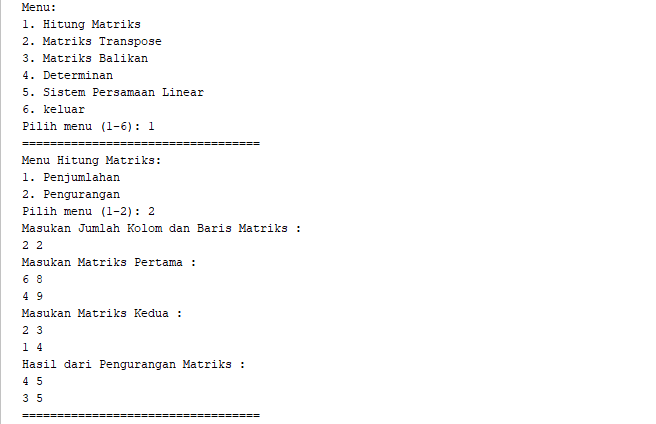 Menu:
1. Hitung Matriks
2. Matriks Transpose
3. Matriks Balikan
4. Determinan
5. Sistem Persamaan Linear
6. keluar
Pilih menu (1-6): 1
==================================
Menu Hitung Matriks:
1. Penjumlahan
2. Pengurangan
Pilih menu (1-2): 2
Masukan Jumlah Kolom dan Baris Matriks :
2 2
Masukan Matriks Pertama :
6 8
4 9
Masukan Matriks Kedua :
2 3
1 4
Hasil dari Pengurangan Matriks :
4 5
3 5
==================================